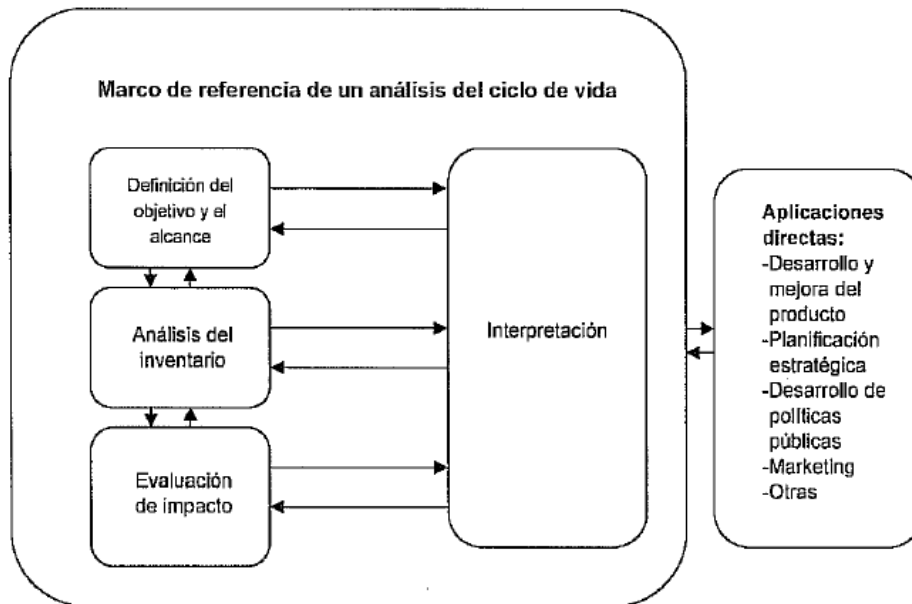 Marco de referencia de un análisis del ciclo de vida
Definición del
objetivo y el
alcance
Análisis del
inventario
Evaluación
de impacto
Interpretación
Aplicaciones
directas:
-Desarrollo y
mejora del
producto
-Planificación
estratégica
-Desarrollo de
políticas
públicas
-Marketing
-Otras